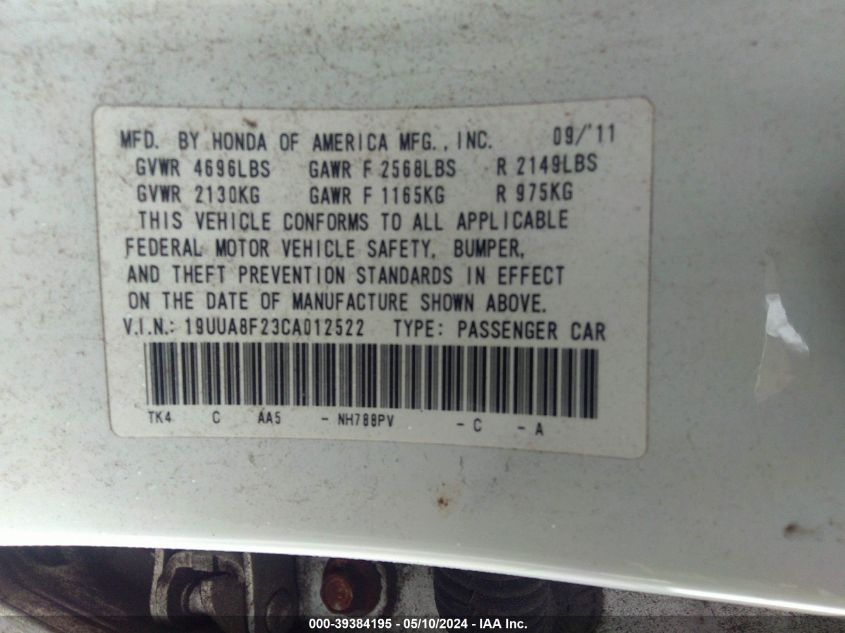 MFD. BY HONDA OF AMERICA MFG., INC. 09/'11
GVWR 4696LBS GAWR F 2568LBS R 2149LBS
GVWR 2130KG GAWR F 1165KG R 975KG
THIS VEHICLE CONFORMS TO ALL APPLICABLE
FEDERAL MOTOR VEHICLE SAFETY, BUMPER,
AND THEFT PREVENTION STANDARDS IN EFFECT
ON THE DATE OF MANUFACTURE SHOWN ABOVE.
V.I.N.: 19UUA8F23CA012522 TYPE: PASSENGER CAR
TK4 C AA5 - NH788PV - C - A
000-39384195 - 05/10/2024 - IAA Inc.